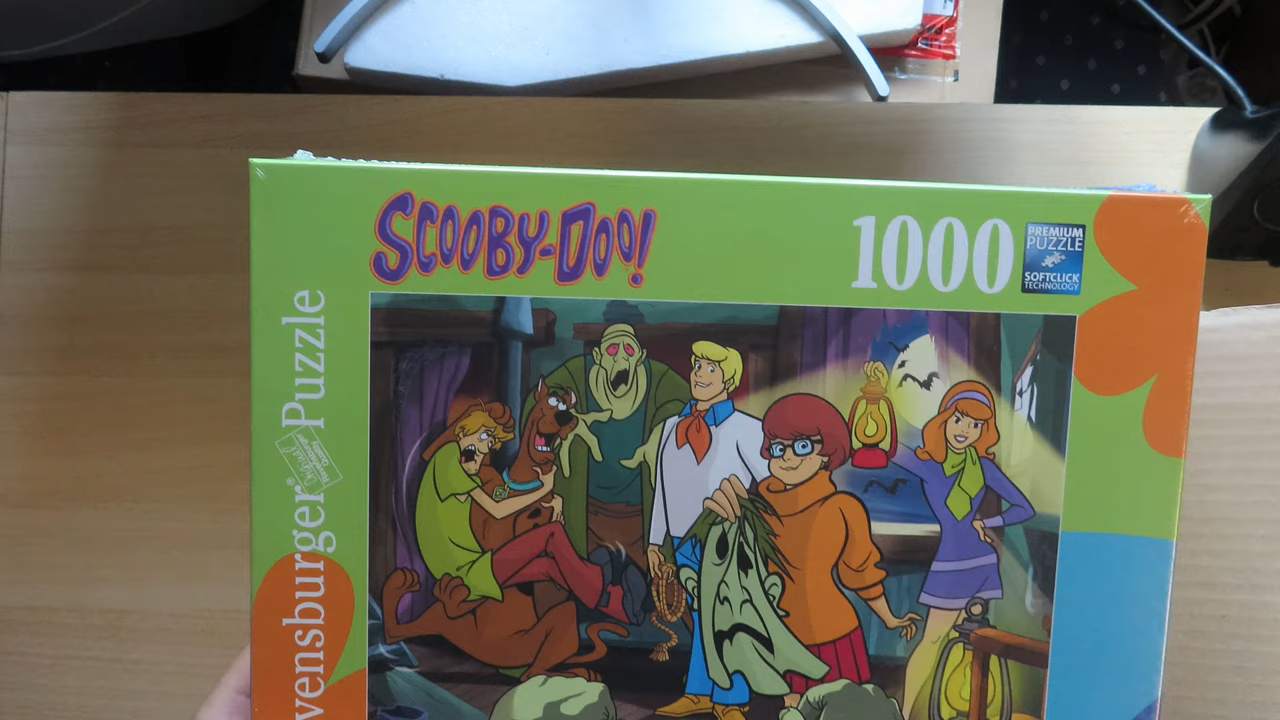 SCOOBY-DOO!
1000
PREMIUM
PUZZLE
SOFTCLICK
TECHNOLOGY
vensburger® Puzzle